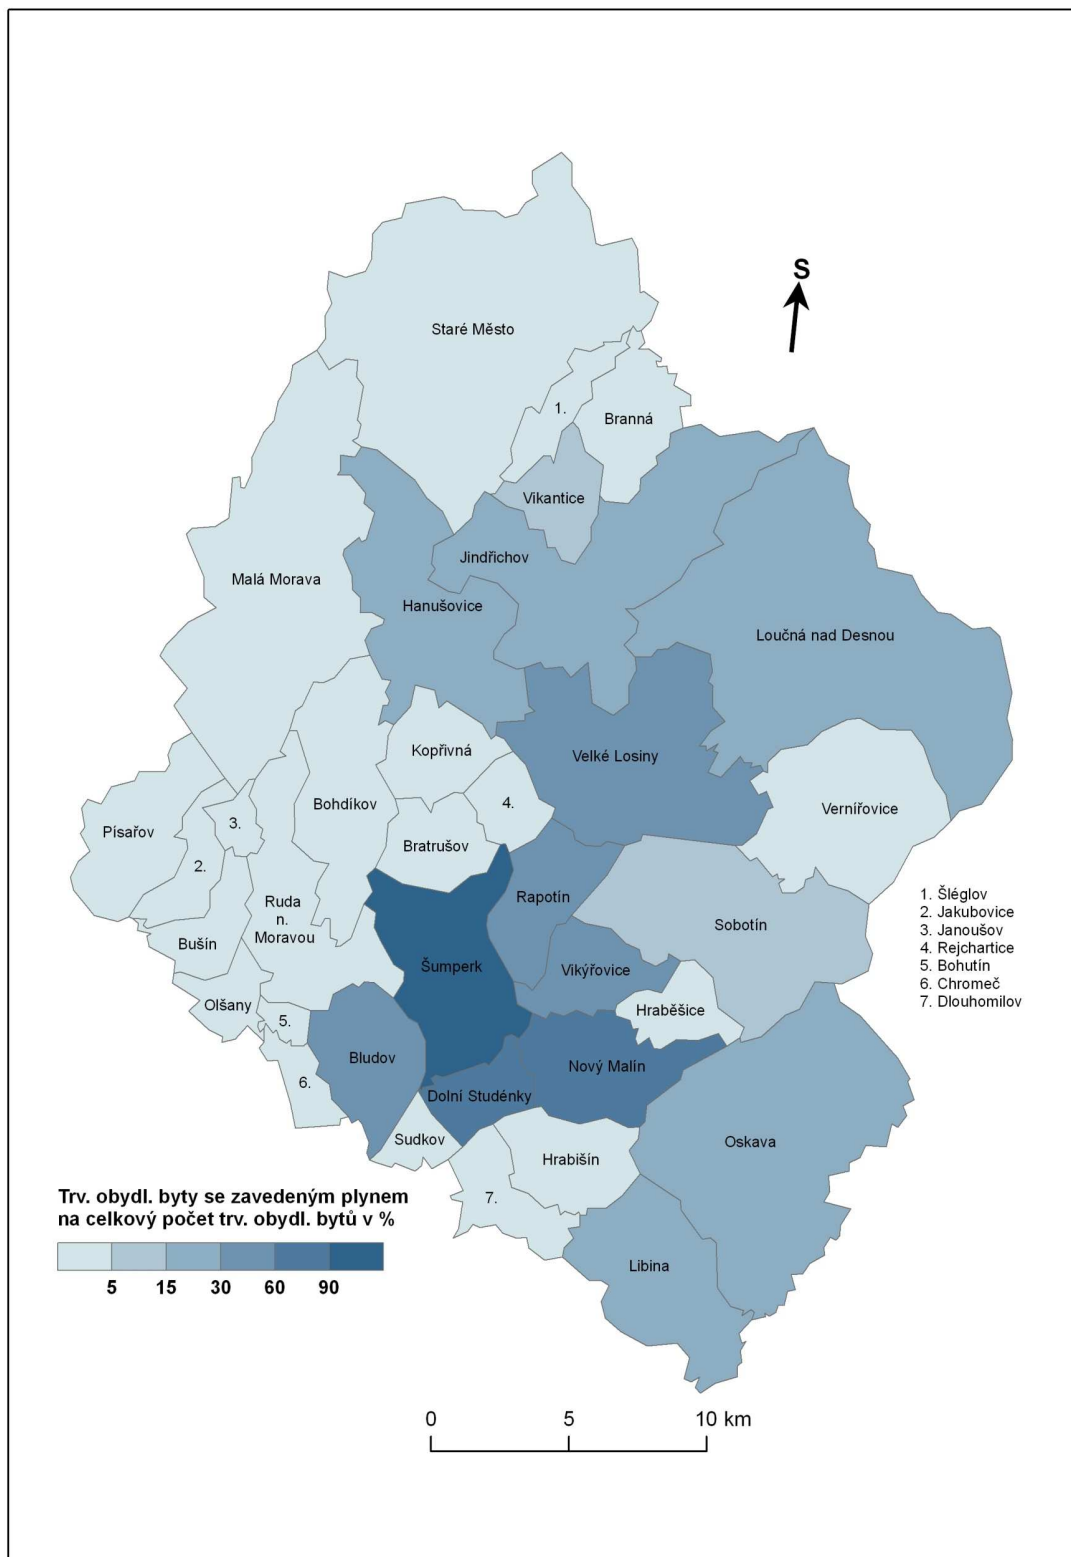 S
Staré Město
1.
Branná
Vikantice
Jindřichov
Malá Morava
Hanušovice
Loučná nad Desnou
Kopřivná
Velké Losiny
Bohdíkov
4.
Vernířovice
Písařov
3.
Bratrušov
2.
Rapotín
Ruda
n.
Moravou
Sobotín
Bušín
Šumperk
Vikýřovice
Olšany
Hraběšice
5.
Bludov
Nový Malín
6.
Dolní Studénky
Sudkov
Hrabišín
Oskava
7.
Libina
1. Šléglov
2. Jakubovice
3. Janoušov
4. Rejchartice
5. Bohutín
6. Chromeč
7. Dlouhomilov
Trv. obydl. byty se zavedeným plynem
na celkový počet trv. obydl. bytů v %
5 15 30 60 90
0 5 10 km